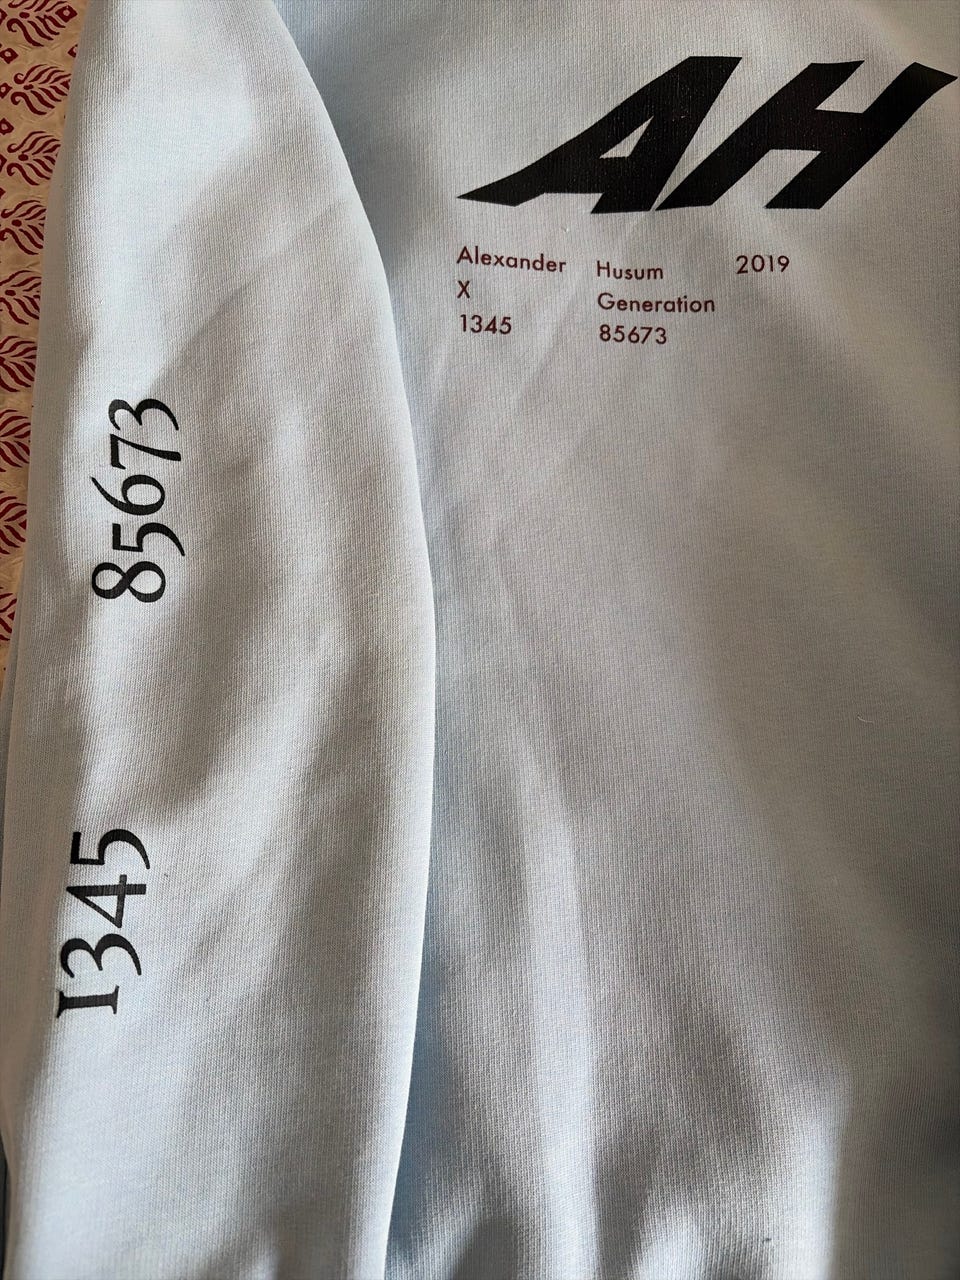 AH
Alexander Husum 2019
X Generation
1345 85673
85673
1345